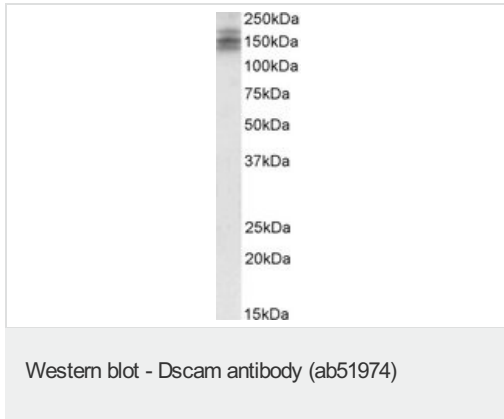 250kDa
150kDa
100kDa
75kDa
50kDa
37kDa
25kDa
20kDa
15kDa
Western blot - Dscam antibody (ab51974)